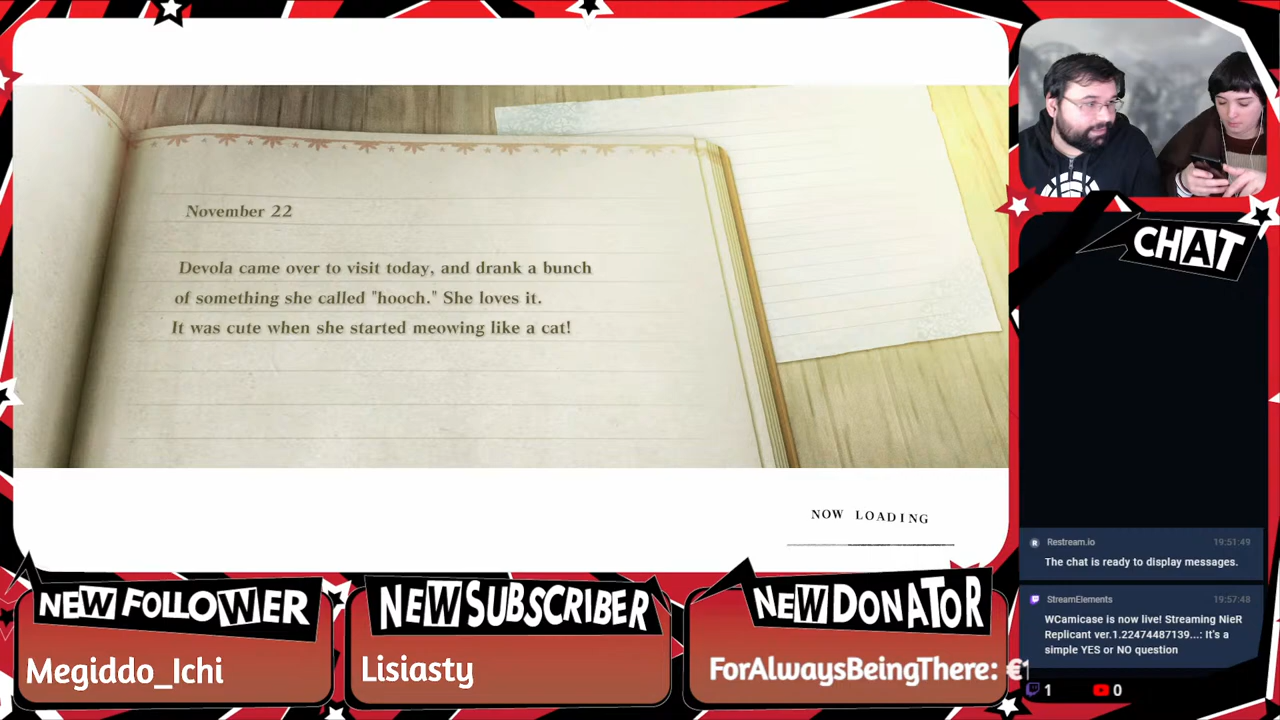 November 22
Devola came over to visit today, and drank a bunch
of something she called "hooch." She loves it.
It was cute when she started meowing like a cat!
NOW LOADING
CHAT
Restream.io 19:51:49
The chat is ready to display messages.
StreamElements 19:57:48
WCamicase is now live! Streaming NieR
Replicant ver.1.22474487139...: It's a
simple YES or NO question
1 0
NEW FOLLOWER
Megiddo_Ichi
NEW SUBSCRIBER
Lisiasty
NEW DONATOR
ForAlwaysBeingThere: €